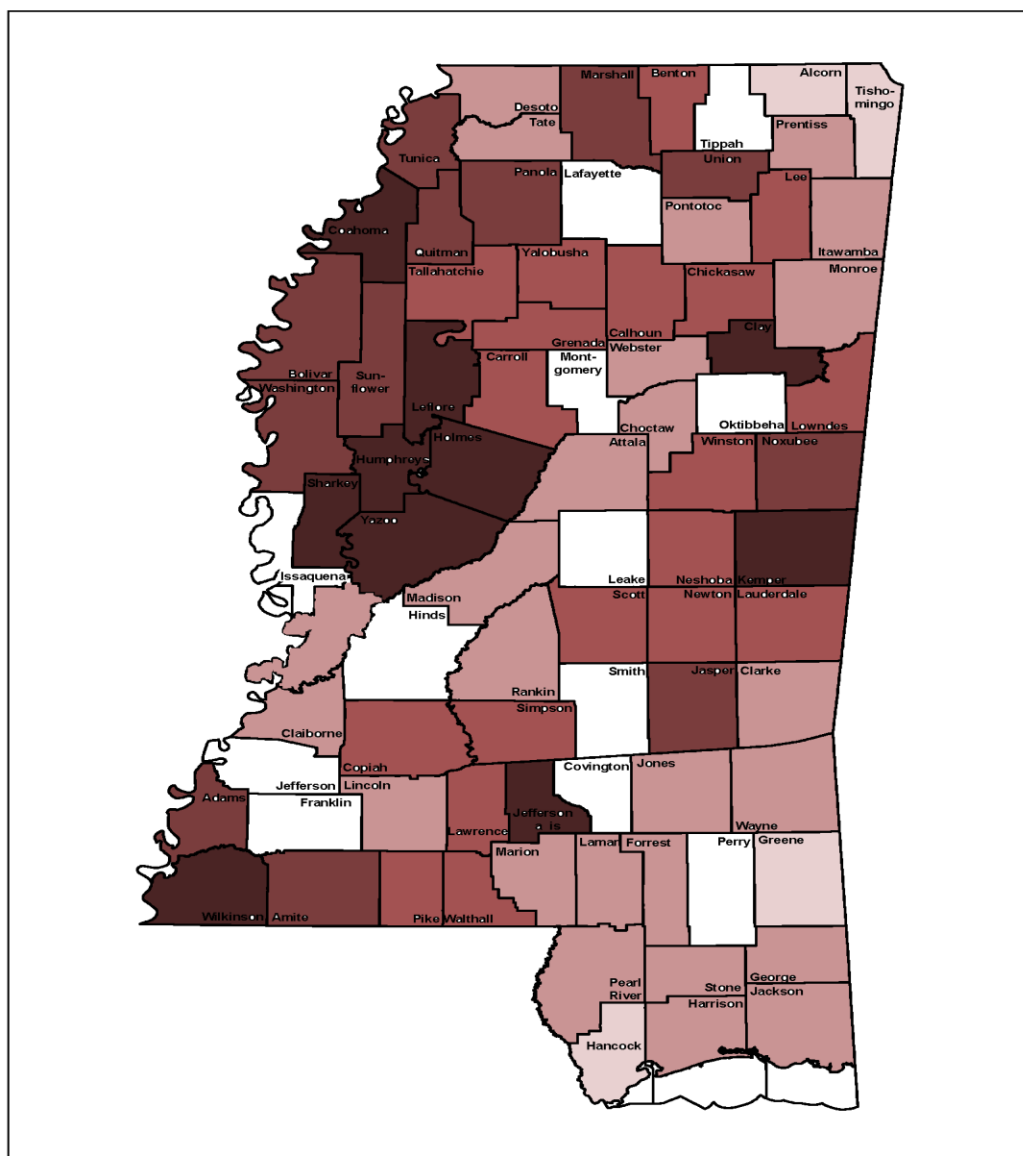 Marshall
Benton
Alcorn
Tisho-
mingo
Desoto
Tate
Prentiss
Tippah
Tunica
Union
Panola
Lafayette
Lee
Pontotoc
Coahoma
Quitman
Yalobusha
Itawamba
Tallahatchie
Chickasaw
Monroe
Clay
Calhoun
Grenada
Webster
Carroll
Mont-
gomery
Bolivar
Sun-
flower
Washington
Leflore
Choctaw
Oktibbeha
Lowndes
Holmes
Attala
Winston
Noxubee
Humphreys
Sharkey
Yazoo
Issaquena
Leake
Neshoba
Kemper
Madison
Scott
Newton
Lauderdale
Hinds
Smith
Jasper
Clarke
Rankin
Simpson
Claiborne
Copiah
Covington
Jones
Jefferson
Lincoln
Adams
Franklin
Jefferson
is
Lawrence
Wayne
Marion
Lamar
Forrest
Perry
Greene
Wilkinson
Amite
Pike
Walthall
George
Pearl
River
Stone
Jackson
Harrison
Hancock